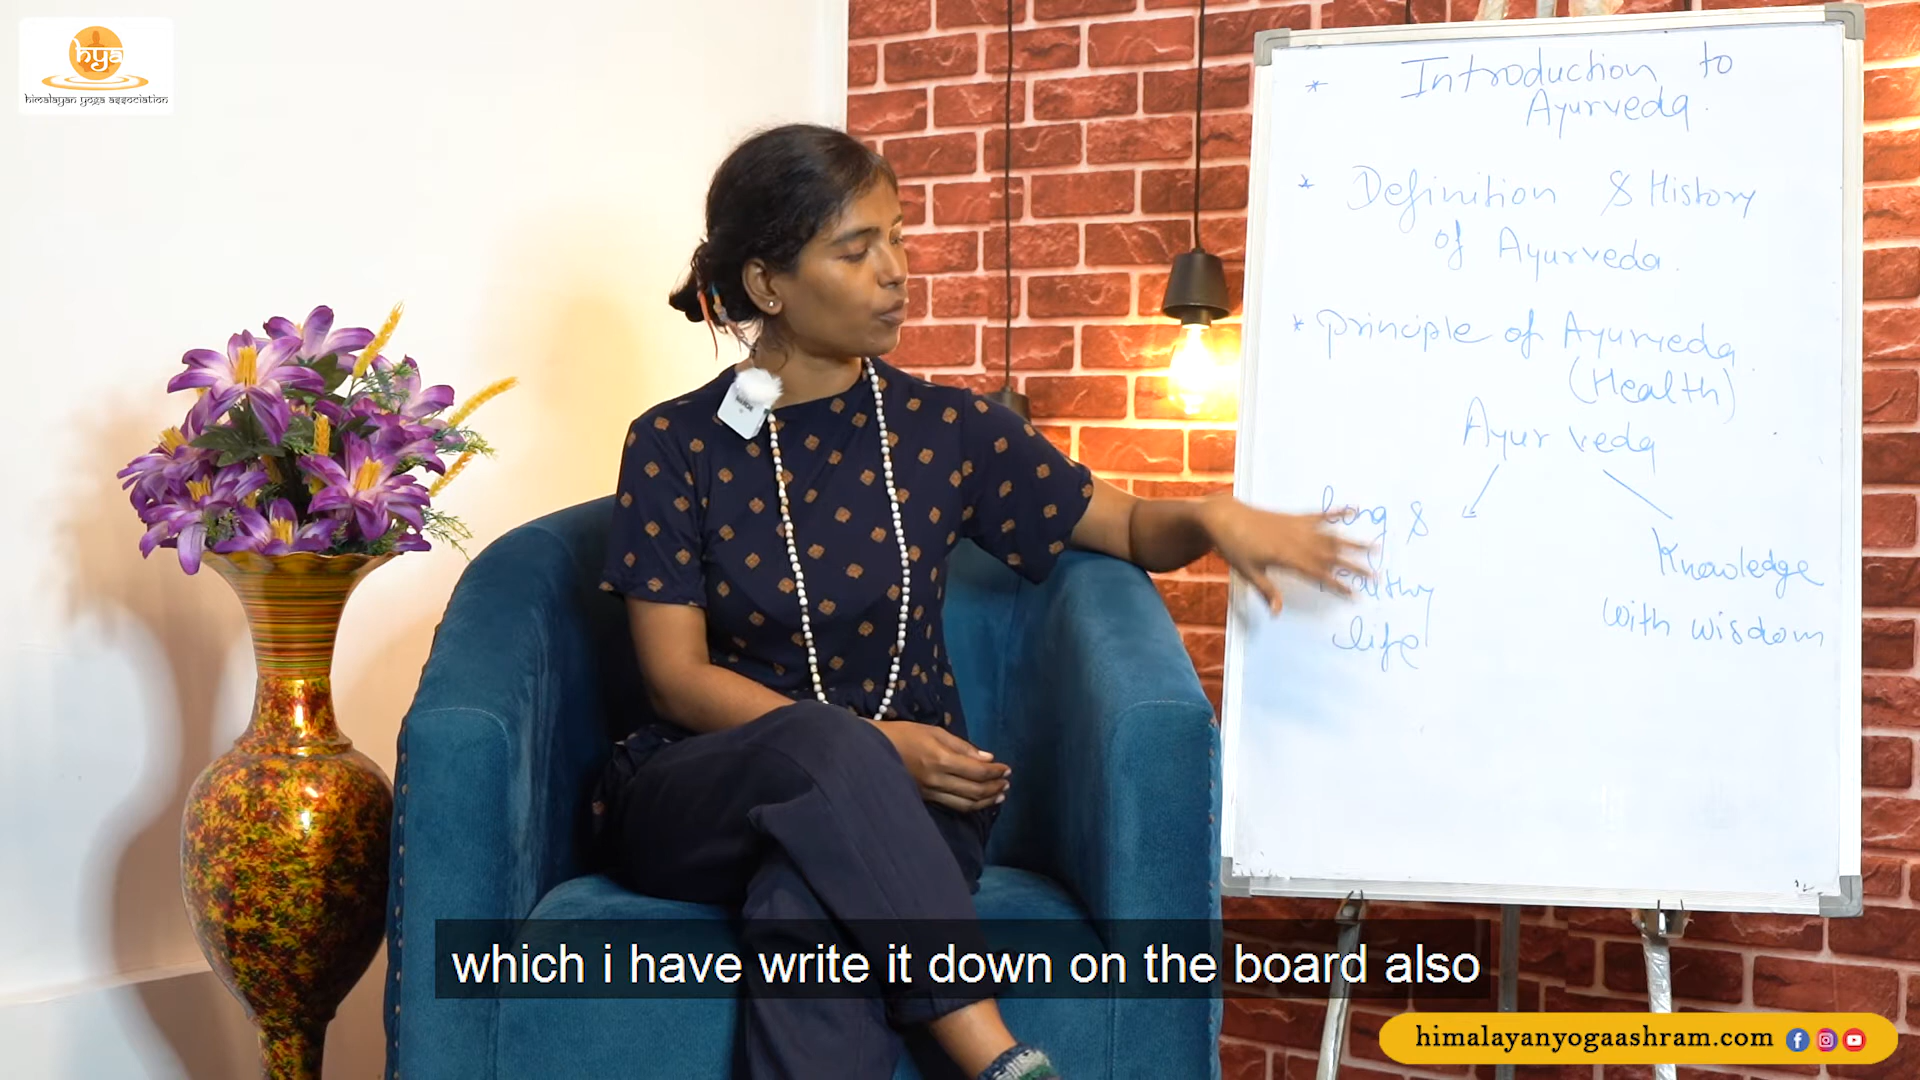 hya
himalayan yoga association
* Introduction to
Ayurveda.
* Definition & History
of Ayurveda.
* Principle of Ayurveda
(Health)
Ayur veda
long &
healthy
life
Knowledge
with wisdom
which i have write it down on the board also
himalayanyogaashram.com